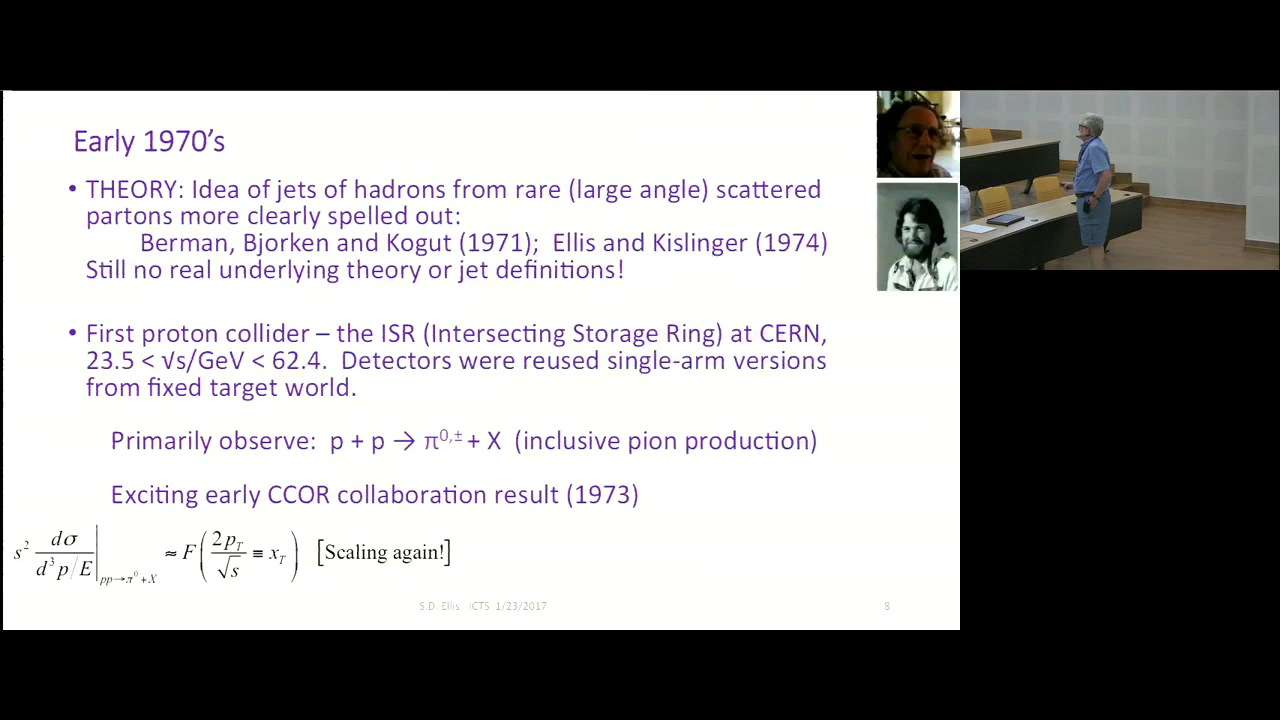 Early 1970’s
• THEORY: Idea of jets of hadrons from rare (large angle) scattered
partons more clearly spelled out:
Berman, Bjorken and Kogut (1971); Ellis and Kislinger (1974)
Still no real underlying theory or jet definitions!
• First proton collider – the ISR (Intersecting Storage Ring) at CERN,
23.5 < √s/GeV < 62.4. Detectors were reused single-arm versions
from fixed target world.
Primarily observe: p + p → π⁰,± + X (inclusive pion production)
Exciting early CCOR collaboration result (1973)
s² dσ/(d³p/E)|pp→π⁰+X ≈ F(2p_T/√s ≡ x_T) [Scaling again!]
S.D. Ellis ICTS 1/23/2017 8